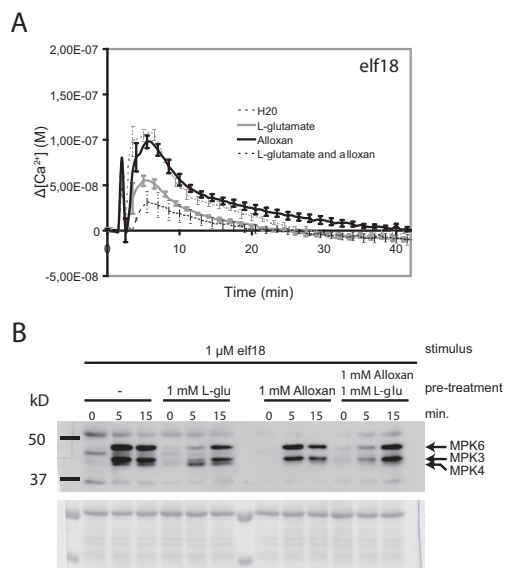 A
elf18
2,00E-07
1,50E-07
1,00E-07
5,00E-08
0
-5,00E-08
Δ[Ca²⁺] (M)
H20
L-glutamate
Alloxan
L-glutamate and alloxan
0 10 20 30 40
Time (min)
B
1 µM elf18 stimulus
- 1 mM L-glu 1 mM Alloxan 1 mM Alloxan 1 mM L-glu pre-treatment
kD 0 5 15 0 5 15 0 5 15 0 5 15 min.
50
MPK6
MPK3
MPK4
37